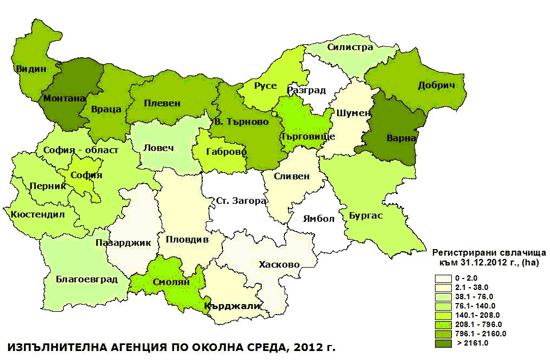 Силистра
Видин
Русе
Добрич
Монтана
Разград
Враца
Плевен
Шумен
В. Търново
Търговище
Варна
София - област
Ловеч
Габрово
София
Перник
Сливен
Ст. Загора
Кюстендил
Ямбол
Бургас
Пазарджик
Пловдив
Хасково
Благоевград
Смолян
Кърджали
Регистрирани свлачища
към 31.12.2012 г., (ha)
0 - 2.0
2.1 - 38.0
38.1 - 76.0
76.1- 140.0
140.1- 208.0
208.1 - 796.0
796.1 - 2160.0
> 2161.0
ИЗПЪЛНИТЕЛНА АГЕНЦИЯ ПО ОКОЛНА СРЕДА, 2012 г.